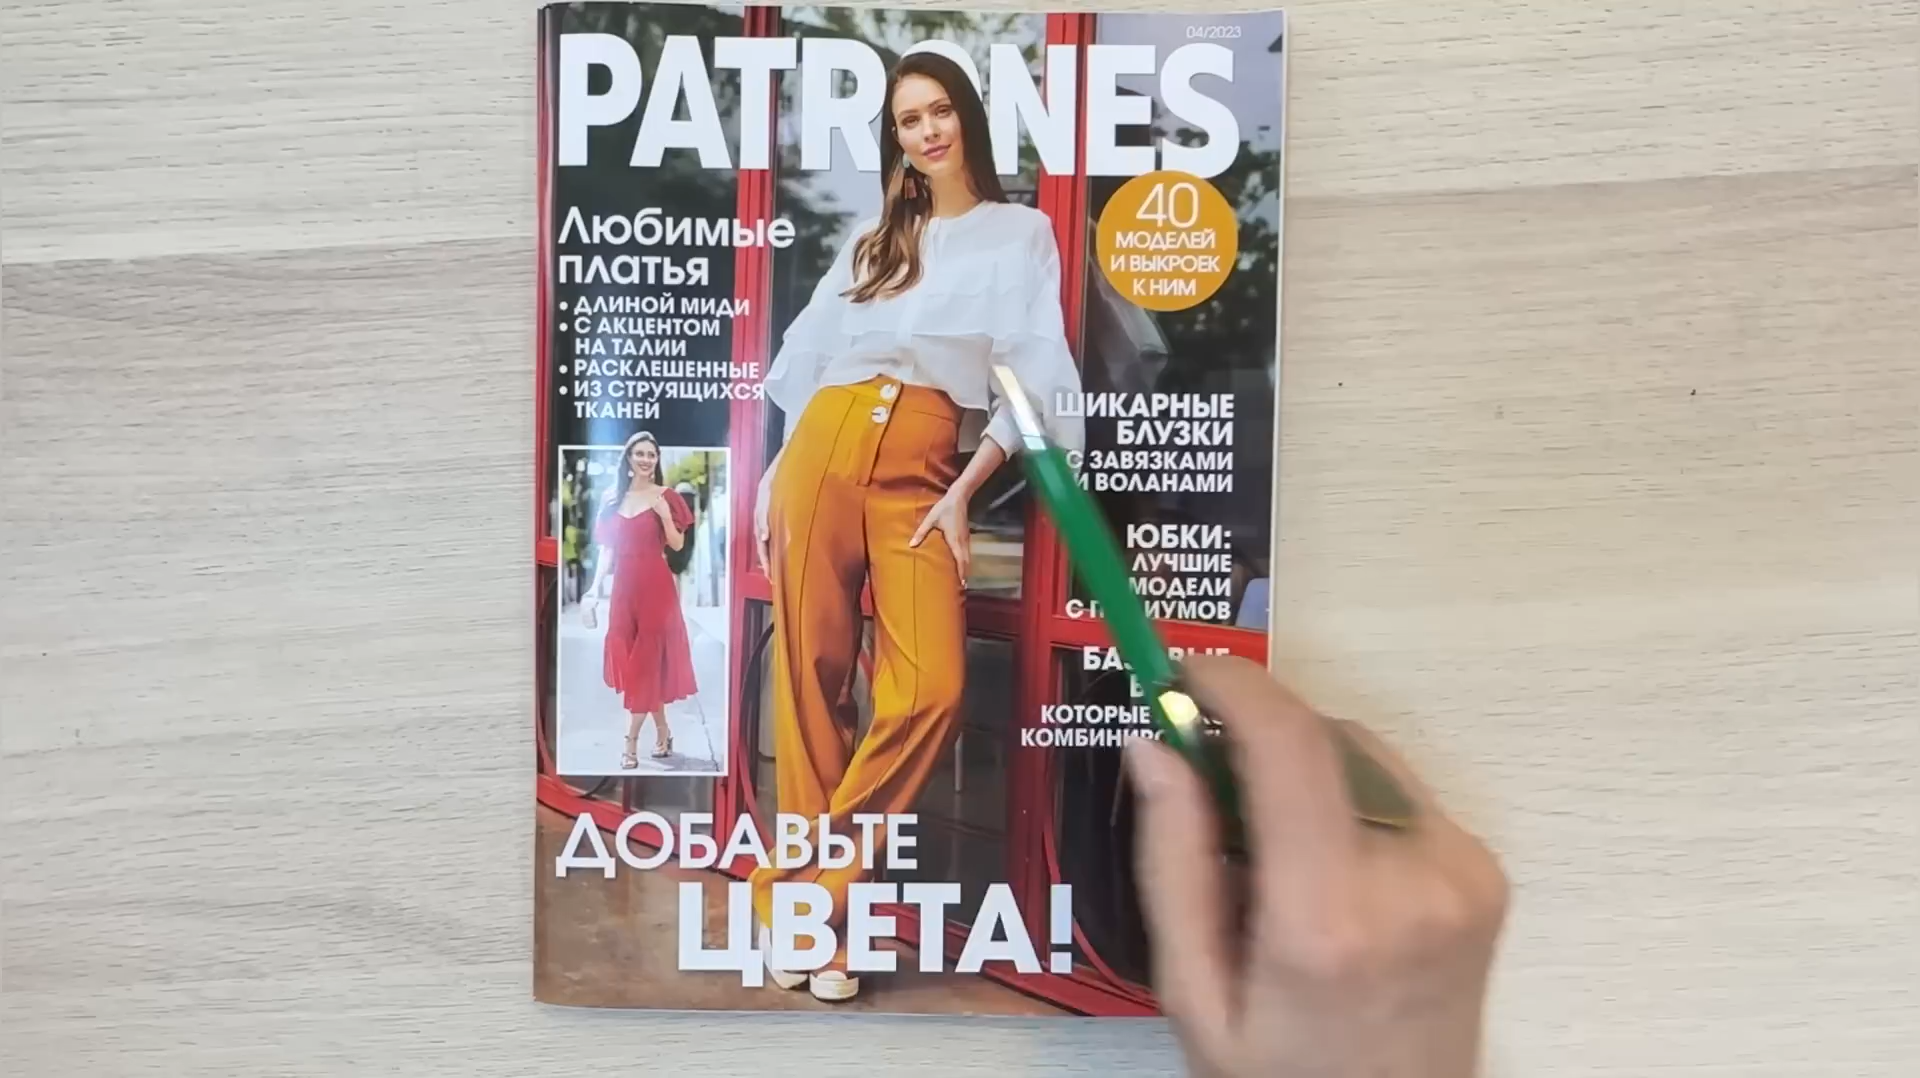 04/2023
PATRONES
40
МОДЕЛЕЙ
И ВЫКРОЕК
К НИМ
Любимые
платья
• ДЛИНОЙ МИДИ
• С АКЦЕНТОМ
НА ТАЛИИ
• РАСКЛЕШЕННЫЕ
• ИЗ СТРУЯЩИХСЯ
ТКАНЕЙ
ШИКАРНЫЕ
БЛУЗКИ
С ЗАВЯЗКАМИ
И ВОЛАНАМИ
ЮБКИ:
ЛУЧШИЕ
МОДЕЛИ
С
КОТОРЫЕ
ДОБАВЬТЕ
ЦВЕТА!